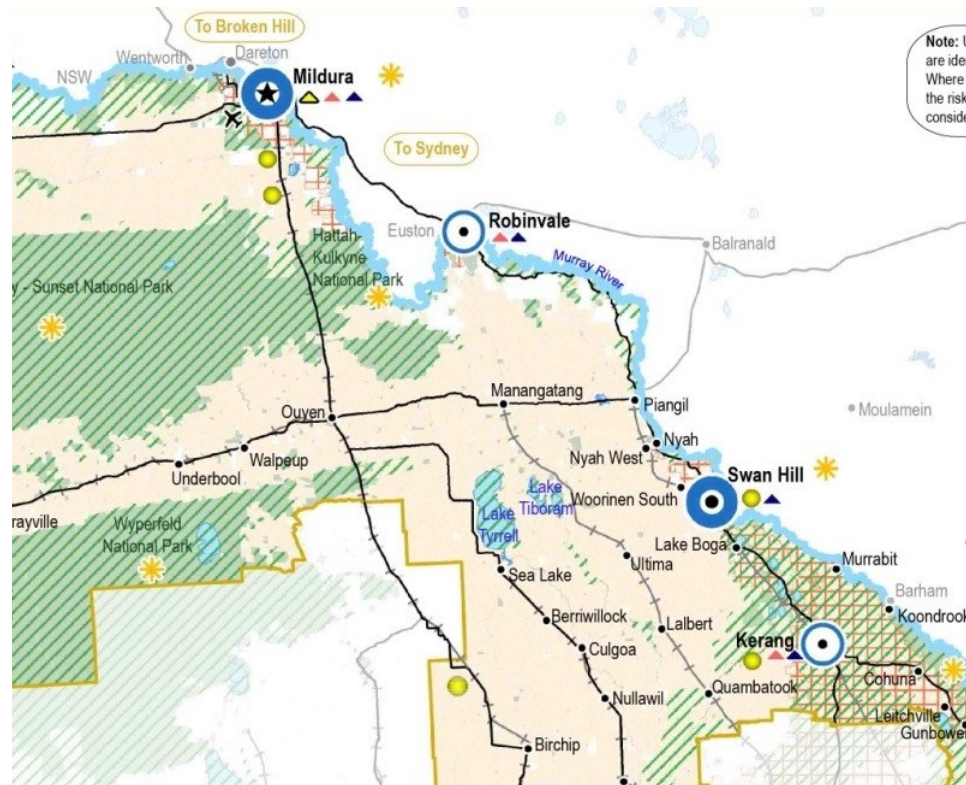 To Broken Hill
Wentworth
Dareton
NSW
Mildura
Note: U
are iden
Where
the risk
conside
To Sydney
Robinvale
Euston
Hattah-
Kulkyne
National Park
Murray River
Balranald
y - Sunset National Park
Manangatang
Piangil
Ouyen
Moulamein
Nyah
Walpeup
Nyah West
Underbool
Swan Hill
Woorinen South
Lake
Tiboram
Lake
Tyrrell
rayville
Wyperfeld
National Park
Lake Boga
Murrabit
Ultima
Sea Lake
Barham
Koondrook
Berriwillock
Lalbert
Kerang
Culgoa
Cohuna
Quambatook
Nullawil
Leitchville
Gunbower
Birchip